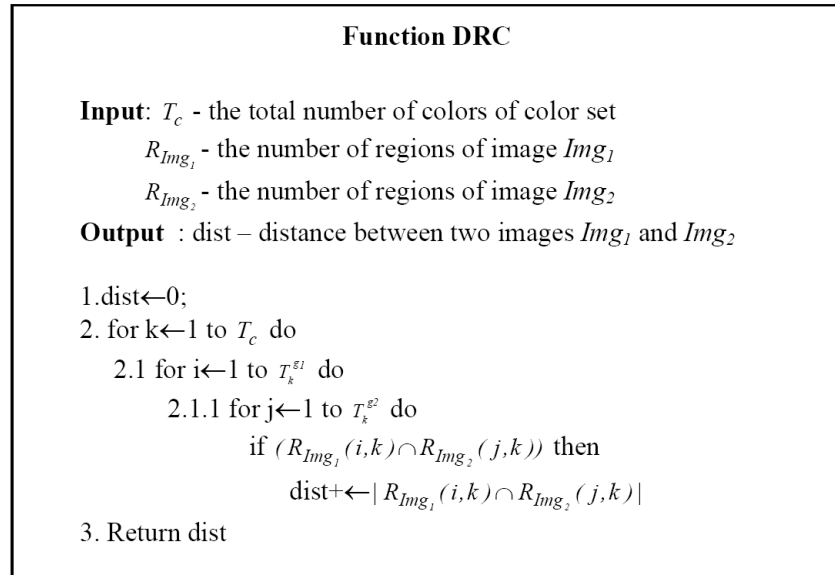 Function DRC
Input: T_c - the total number of colors of color set
R_{Img_1} - the number of regions of image Img_1
R_{Img_2} - the number of regions of image Img_2
Output : dist – distance between two images Img_1 and Img_2
1.dist←0;
2. for k←1 to T_c do
2.1 for i←1 to T_k^{g1} do
2.1.1 for j←1 to T_k^{g2} do
if (R_{Img_1}(i,k)∩R_{Img_2}(j,k)) then
dist+←|R_{Img_1}(i,k)∩R_{Img_2}(j,k)|
3. Return dist